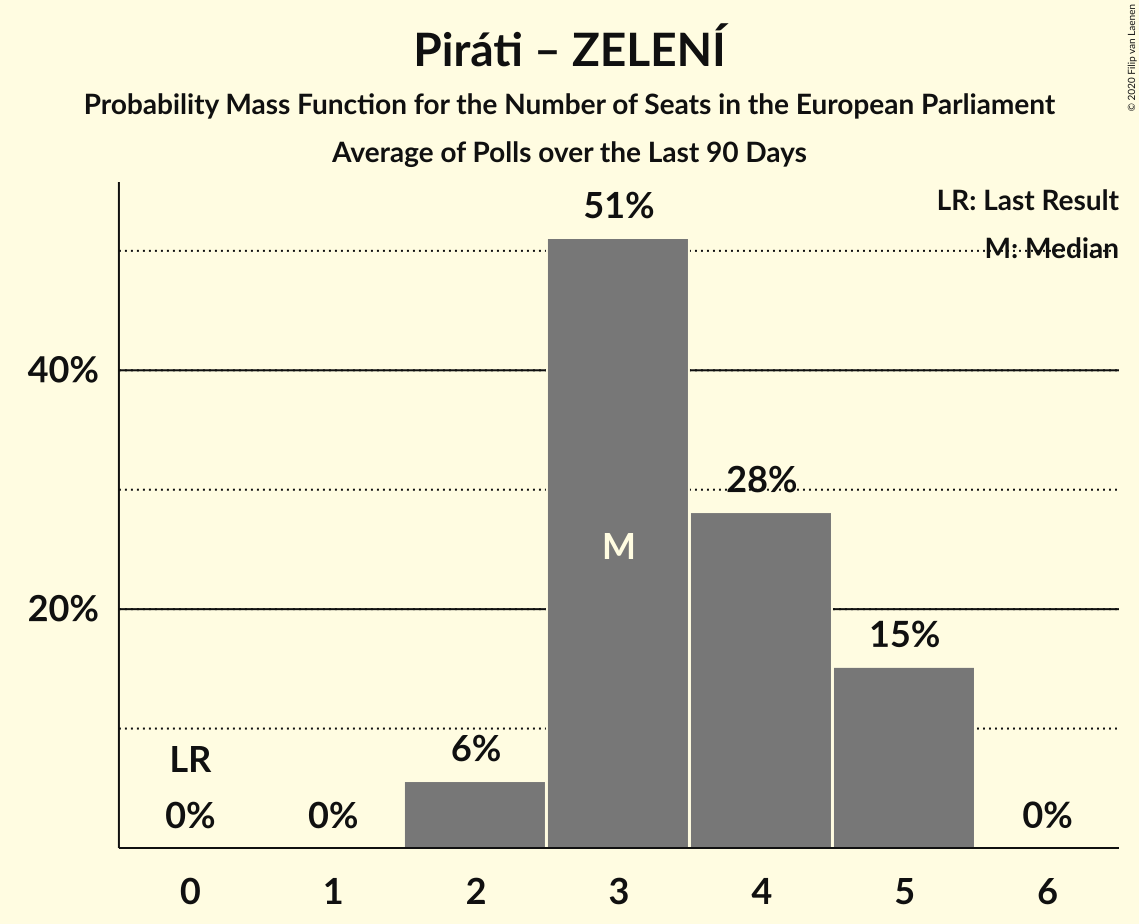 Piráti – ZELENÍ
Probability Mass Function for the Number of Seats in the European Parliament
Average of Polls over the Last 90 Days
© 2020 Filip van Laenen
LR: Last Result
M: Median
51%
40%
28%
M
20%
15%
6%
LR
0%
0%
0%
0 1 2 3 4 5 6